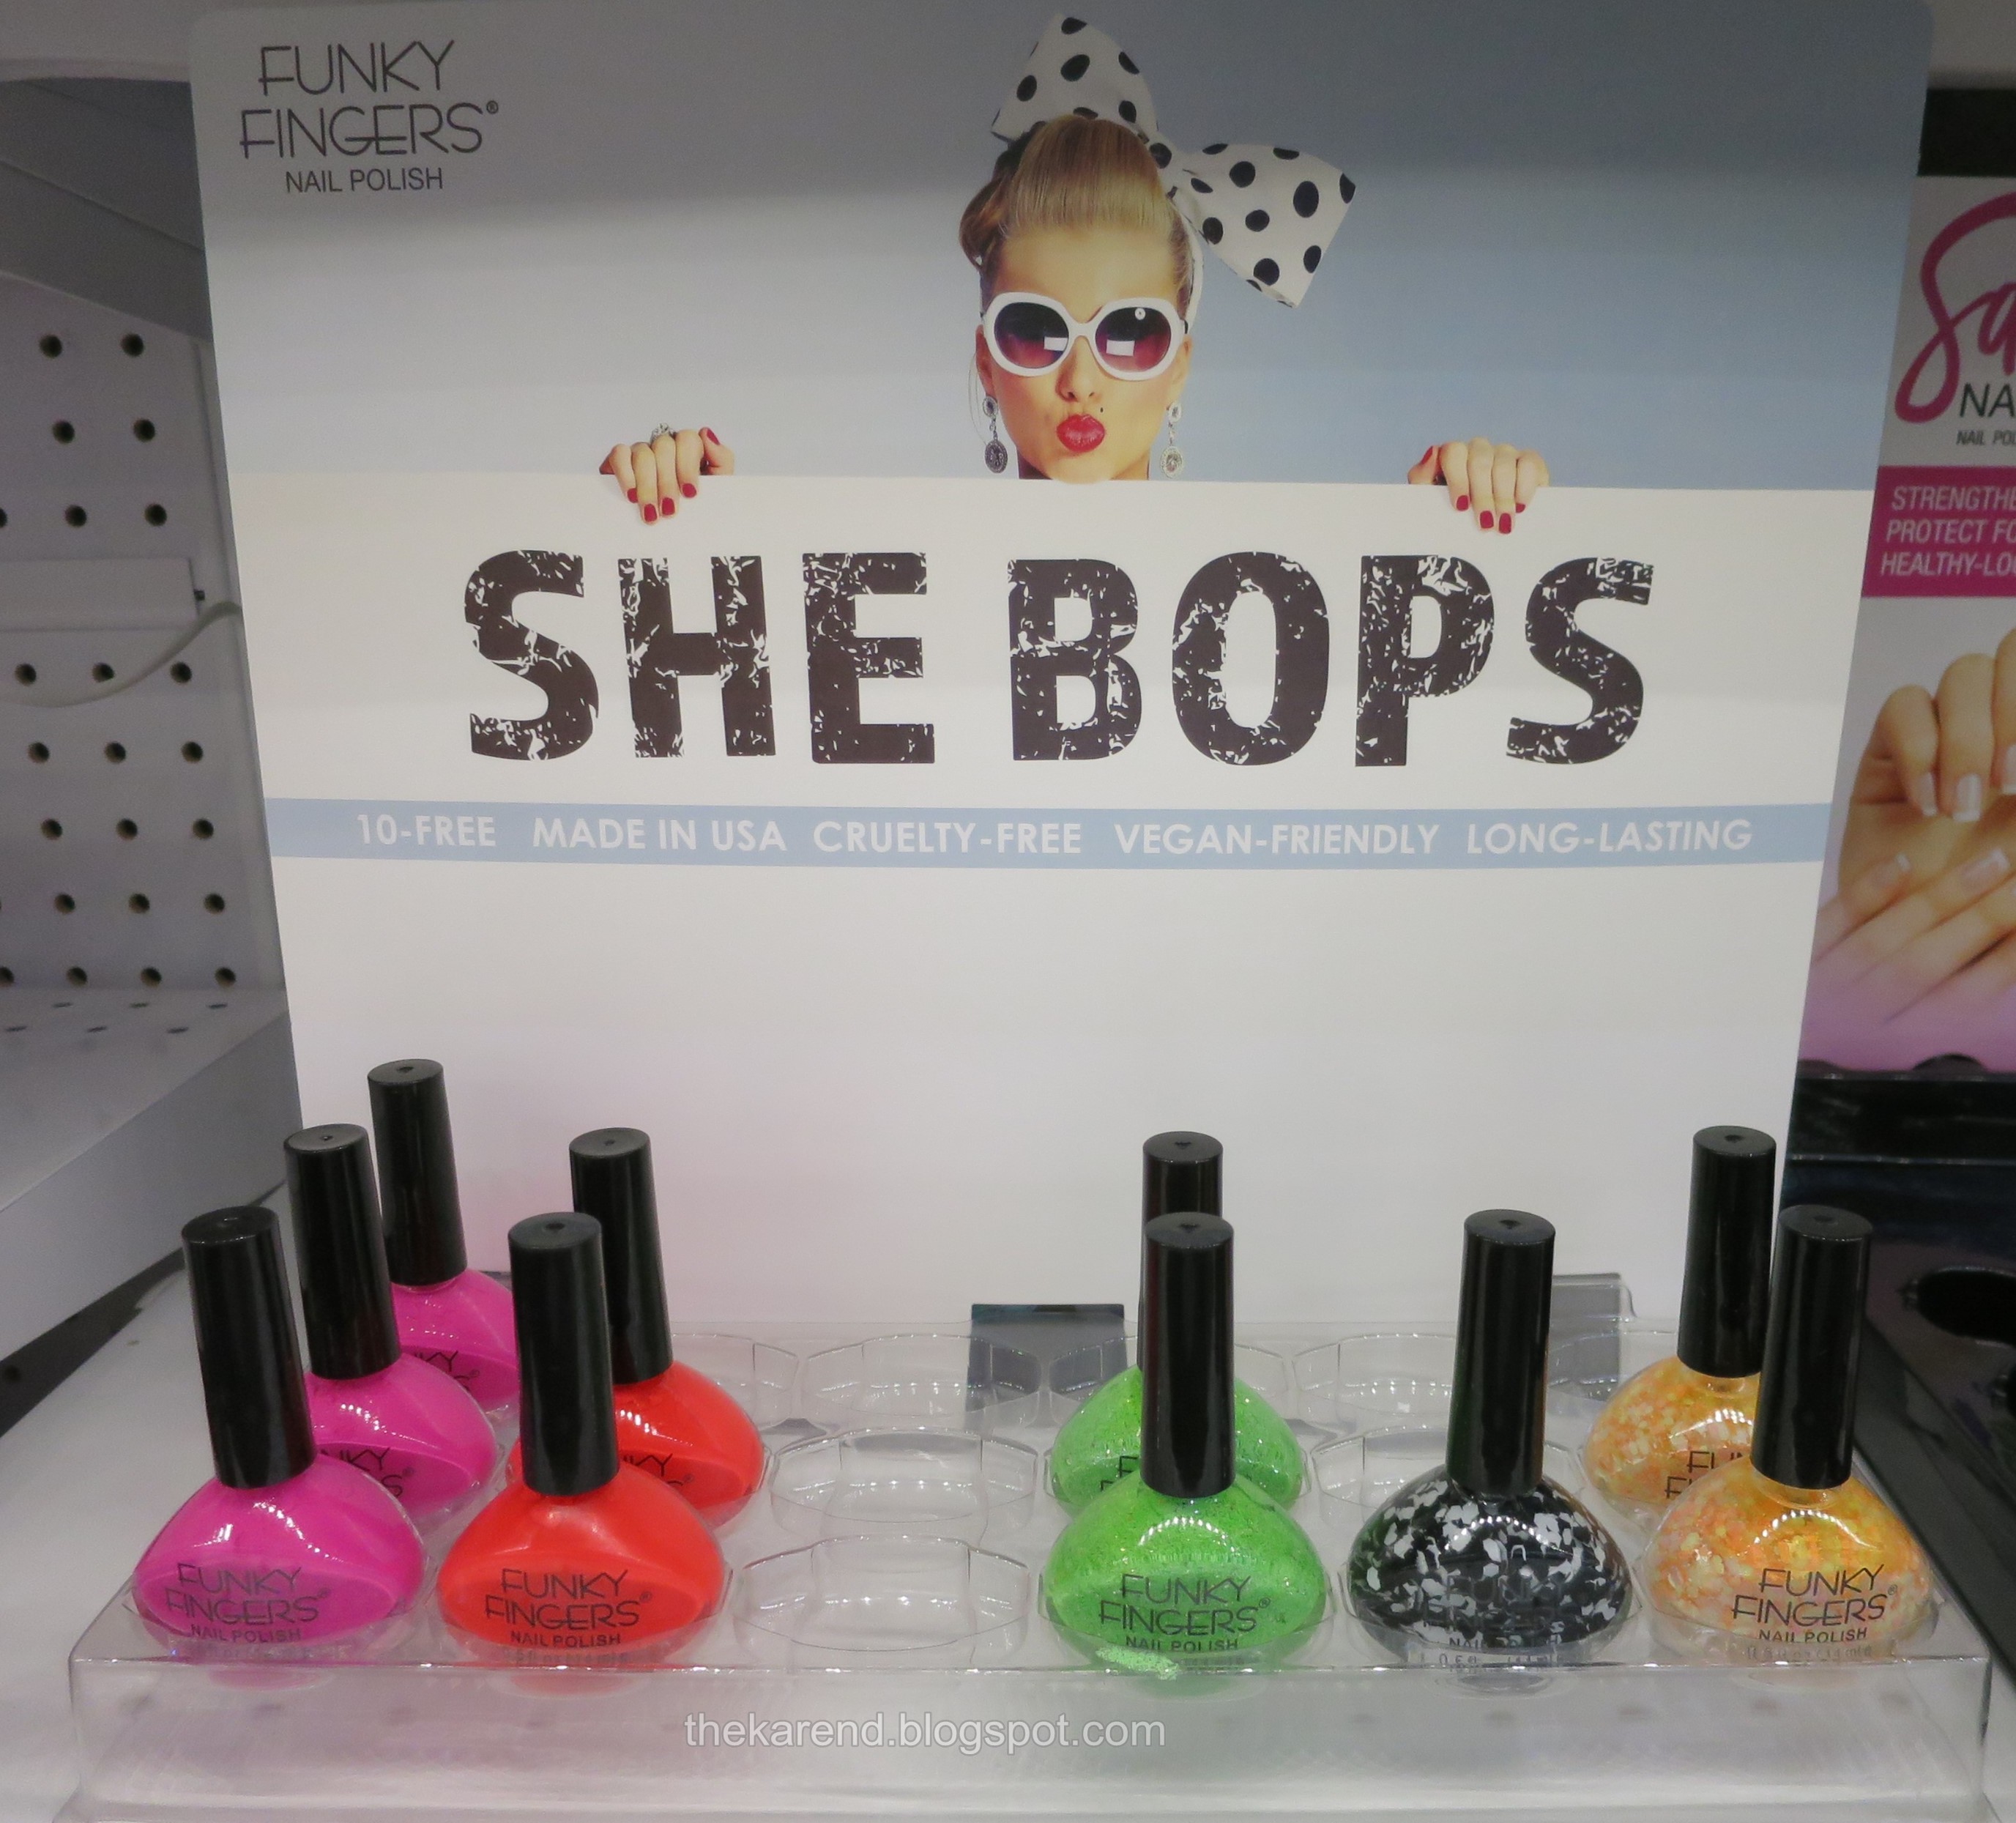 FUNKY
FINGERS®
NAIL POLISH
SHE BOPS
10-FREE MADE IN USA CRUELTY-FREE VEGAN-FRIENDLY LONG-LASTING
NAIL
STRENGTHE
PROTECT FO
HEALTHY-LO
FUNKY
FINGERS®
NAIL POLISH
FUNKY
FINGERS®
NAIL POLISH
FUNKY
FINGERS®
NAIL POLISH
FUNKY
FINGERS®
NAIL POLISH
thekarend.blogspot.com